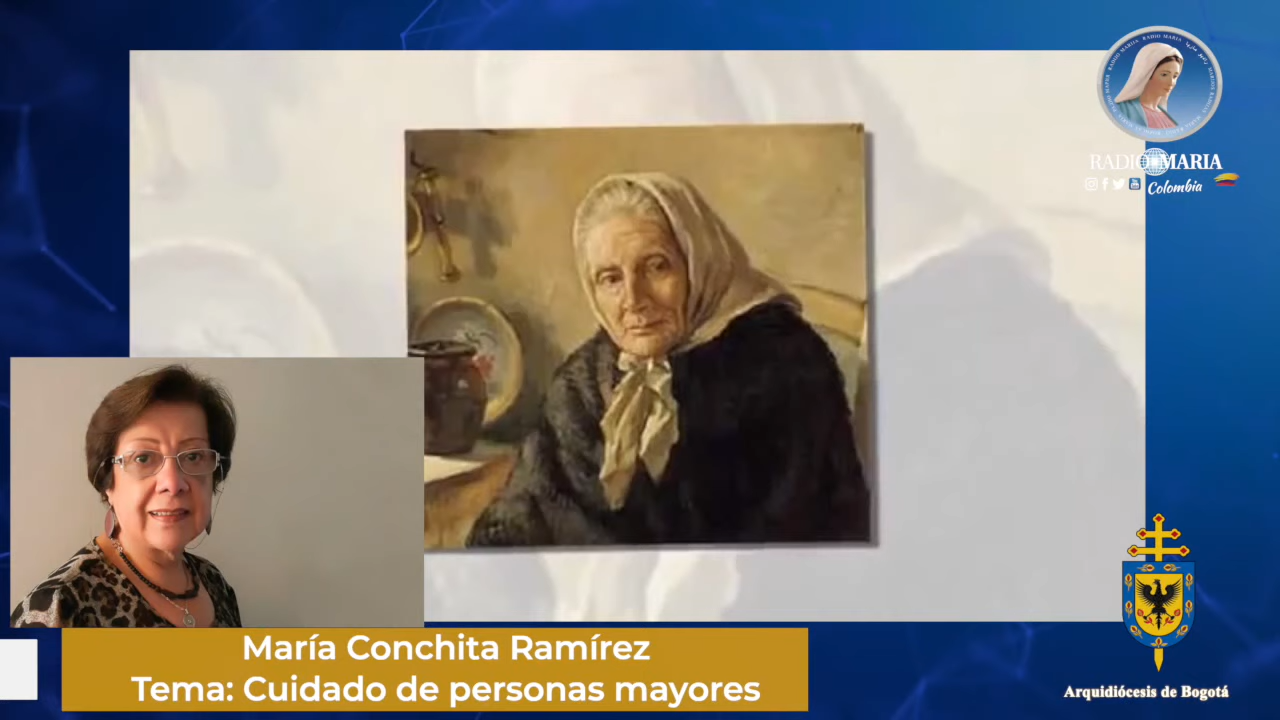 RADIO MARIA
Colombia
María Conchita Ramírez
Tema: Cuidado de personas mayores
Arquidiócesis de Bogotá